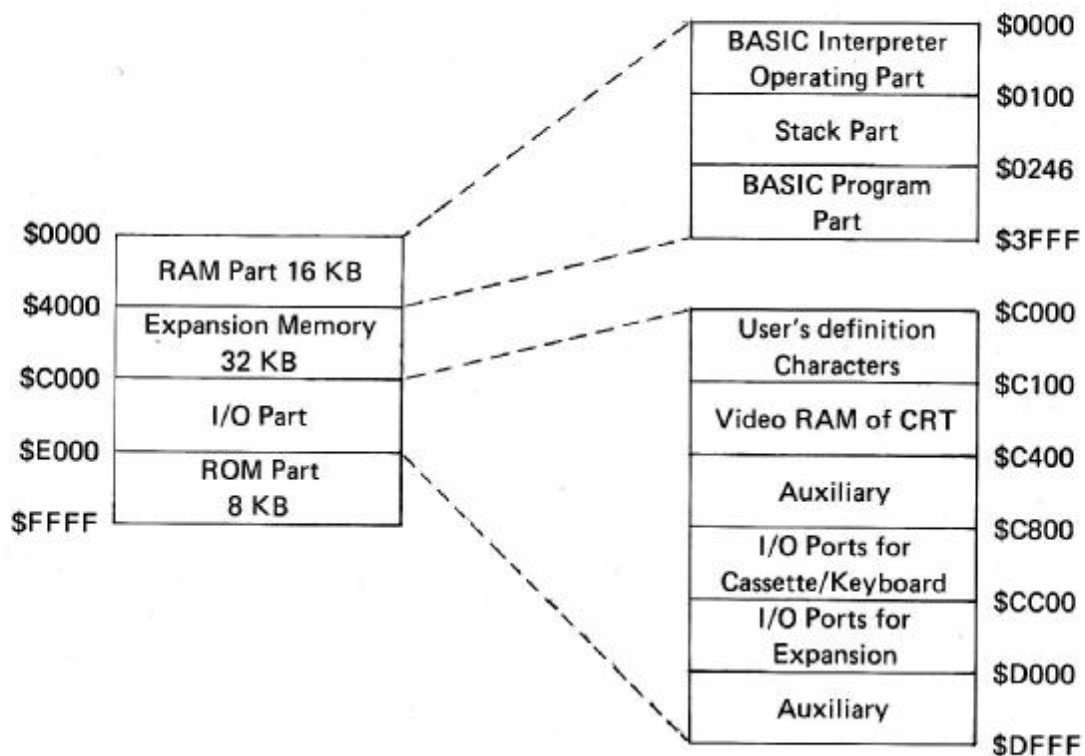 $0000
RAM Part 16 KB
$4000
Expansion Memory
32 KB
$C000
I/O Part
$E000
ROM Part
8 KB
$FFFF
$0000
BASIC Interpreter
Operating Part
$0100
Stack Part
$0246
BASIC Program
Part
$3FFF
$C000
User's definition
Characters
$C100
Video RAM of CRT
$C400
Auxiliary
$C800
I/O Ports for
Cassette/Keyboard
$CC00
I/O Ports for
Expansion
$D000
Auxiliary
$DFFF